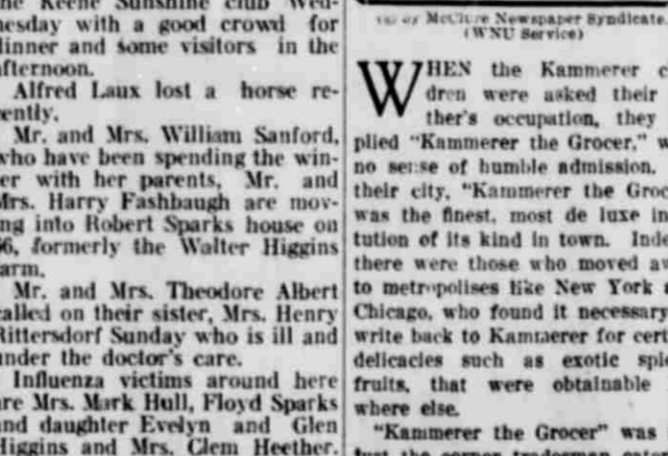 the Keene Sunshine club Wed-
nesday with a good crowd for
dinner and some visitors in the
afternoon.
Alfred Laux lost a horse re-
cently.
Mr. and Mrs. William Sanford,
who have been spending the win-
ter with her parents, Mr. and
Mrs. Harry Fashbaugh are mov-
ing into Robert Sparks house on
66, formerly the Walter Higgins
farm.
Mr. and Mrs. Theodore Albert
called on their sister, Mrs. Henry
Rittersdorf Sunday who is ill and
under the doctor's care.
Influenza victims around here
are Mrs. Mark Hull, Floyd Sparks
and daughter Evelyn and Glen
Higgins and Mrs. Clem Heether.
by McClure Newspaper Syndicate.
(WNU Service)
WHEN the Kammerer c
dren were asked their
ther's occupation, they
plied "Kammerer the Grocer," w
no sense of humble admission.
their city, "Kammerer the Groc
was the finest, most de luxe in
tution of its kind in town. Inde
there were those who moved aw
to metropolises like New York
Chicago, who found it necessary
write back to Kammerer for cert
delicacies such as exotic spic
fruits, that were obtainable
where else.
"Kammerer the Grocer" was
just the corner tradesman